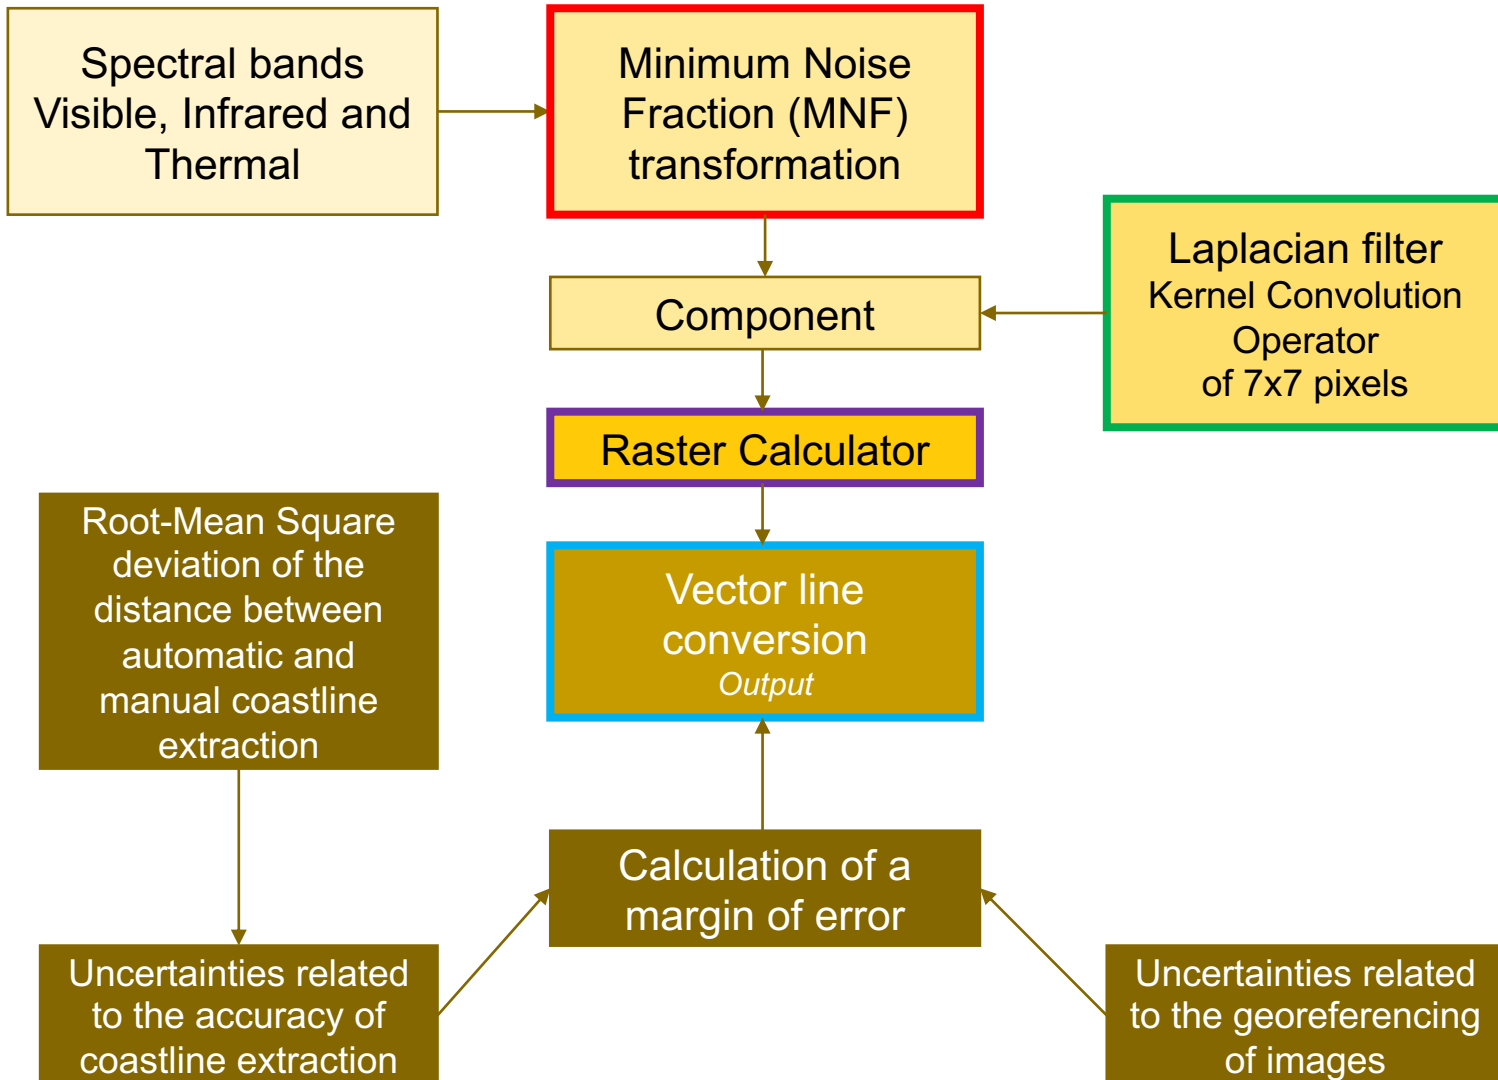 Spectral bands
Visible, Infrared and
Thermal
Minimum Noise
Fraction (MNF)
transformation
Laplacian filter
Kernel Convolution
Operator
of 7x7 pixels
Component
Raster Calculator
Root-Mean Square
deviation of the
distance between
automatic and
manual coastline
extraction
Vector line
conversion
Output
Calculation of a
margin of error
Uncertainties related
to the accuracy of
coastline extraction
Uncertainties related
to the georeferencing
of images